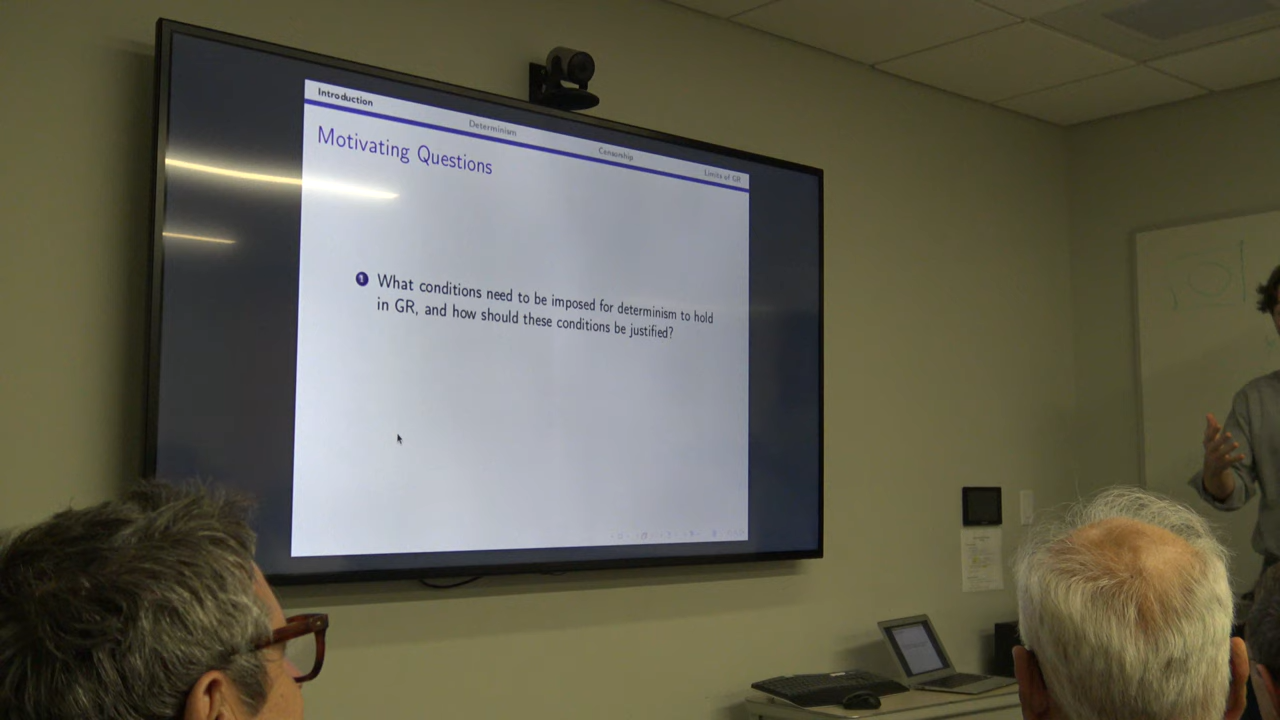 Introduction
Determinism
Censorship
Limits of GR
Motivating Questions
1 What conditions need to be imposed for determinism to hold
in GR, and how should these conditions be justified?